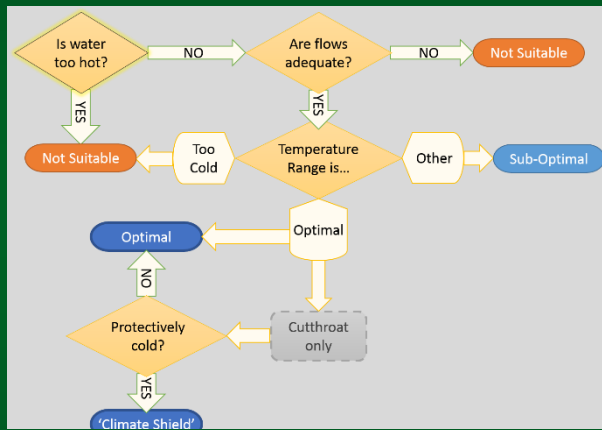 Is water
too hot?
NO
Are flows
adequate?
NO
Not Suitable
YES
YES
Not Suitable
Too
Cold
Temperature
Range is...
Other
Sub-Optimal
Optimal
Optimal
NO
Protectively
cold?
Cutthroat
only
YES
'Climate Shield'